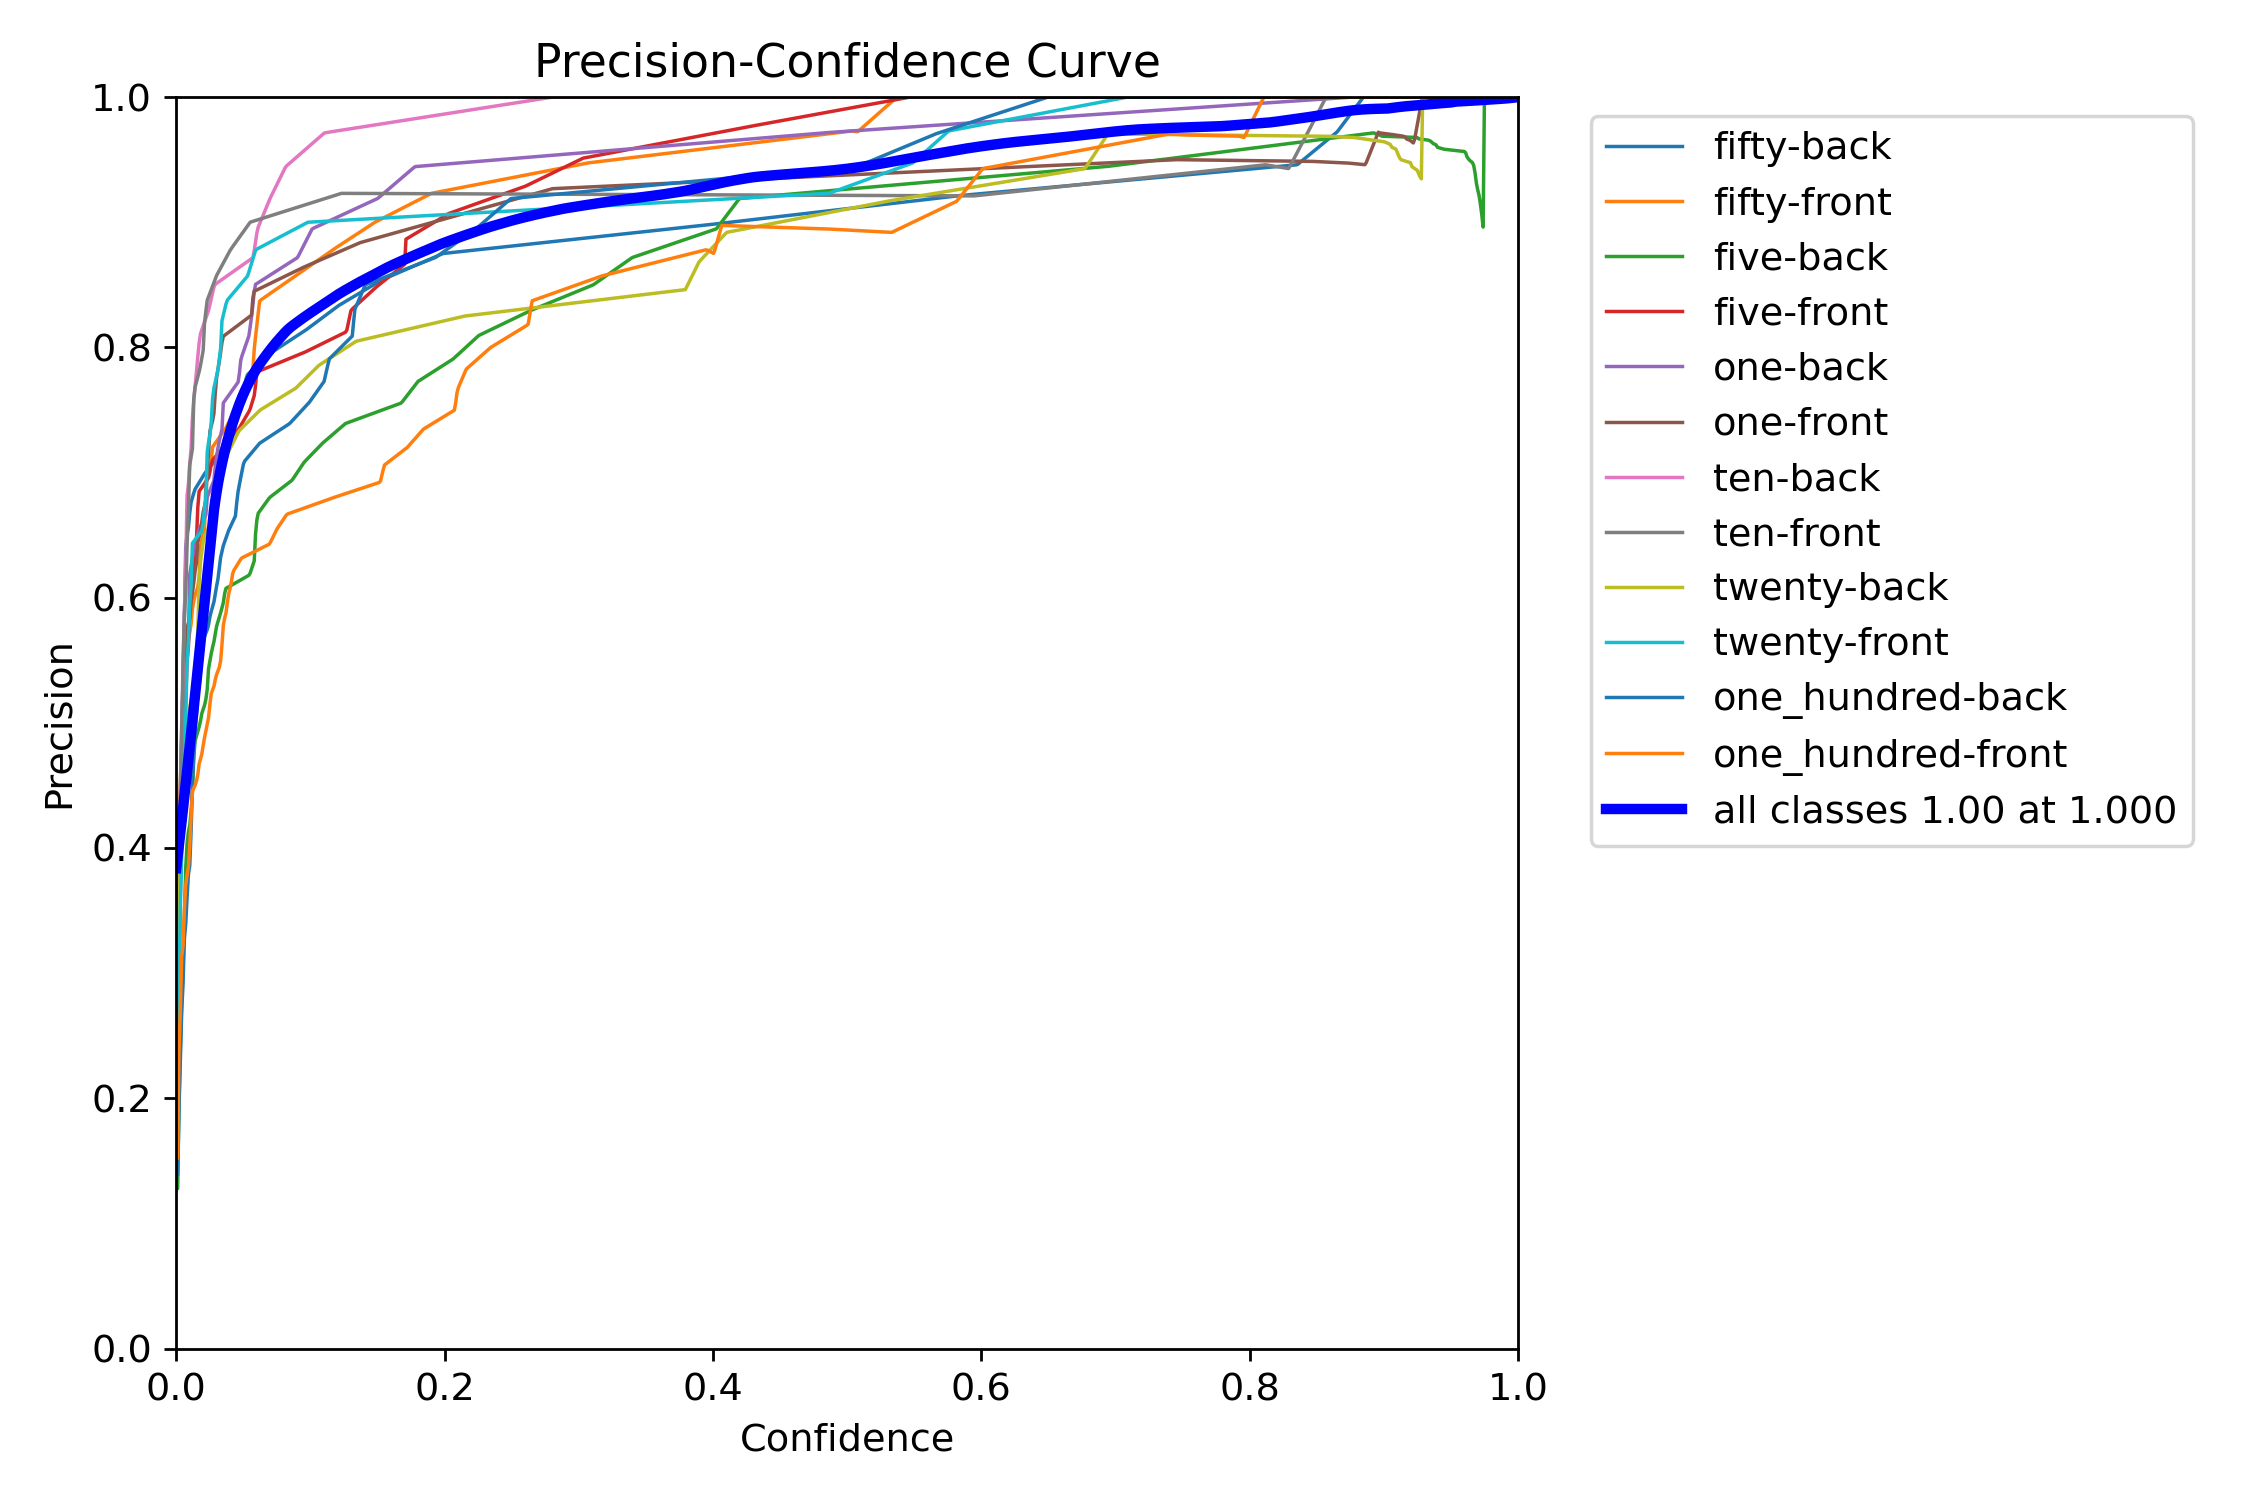 Precision-Confidence Curve
1.0
0.8
0.6
0.4
0.2
0.0
Precision
0.0 0.2 0.4 0.6 0.8 1.0
Confidence
fifty-back
fifty-front
five-back
five-front
one-back
one-front
ten-back
ten-front
twenty-back
twenty-front
one_hundred-back
one_hundred-front
all classes 1.00 at 1.000